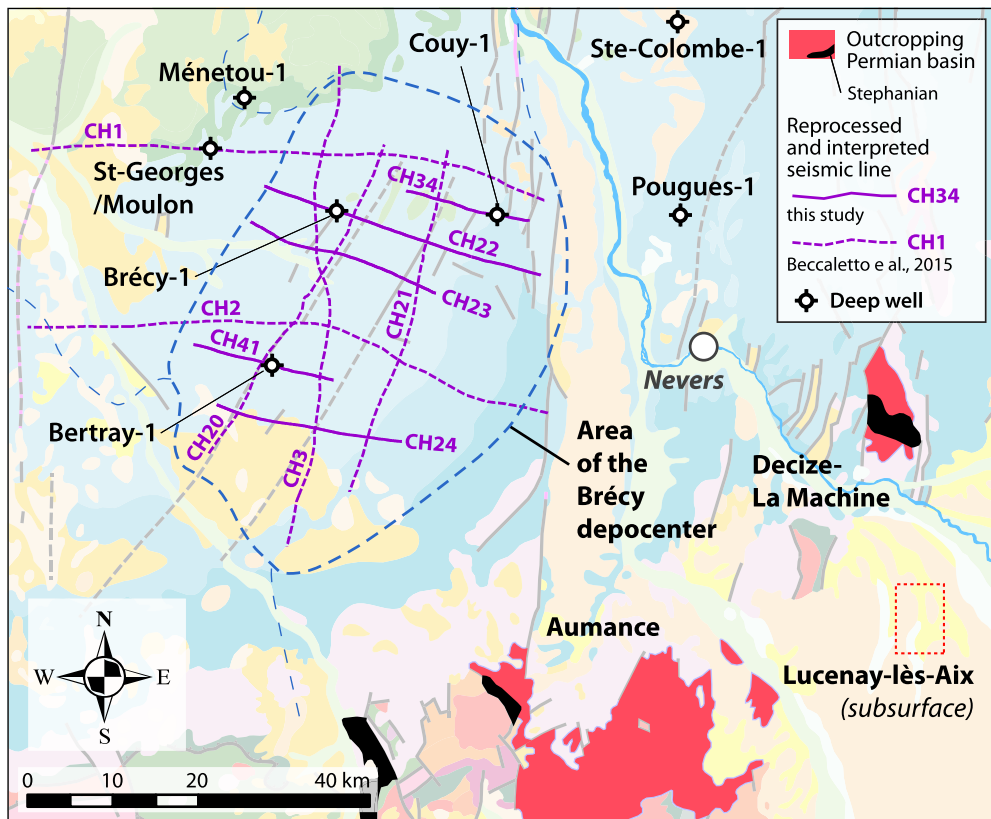 Couy-1
Ste-Colombe-1
Ménetou-1
CH1
St-Georges
/Moulon
CH34
Pougues-1
Brécy-1
CH22
CH23
CH21
CH2
CH41
Nevers
Bertray-1
CH20
CH3
CH24
Area
of the
Brécy
depocenter
Decize-
La Machine
Aumance
Lucenay-lès-Aix
(subsurface)
Outcropping
Permian basin
Stephanian
Reprocessed
and interpreted
seismic line
CH34
this study
CH1
Beccaletto e al., 2015
Deep well
N
W E
S
0 10 20 40 km